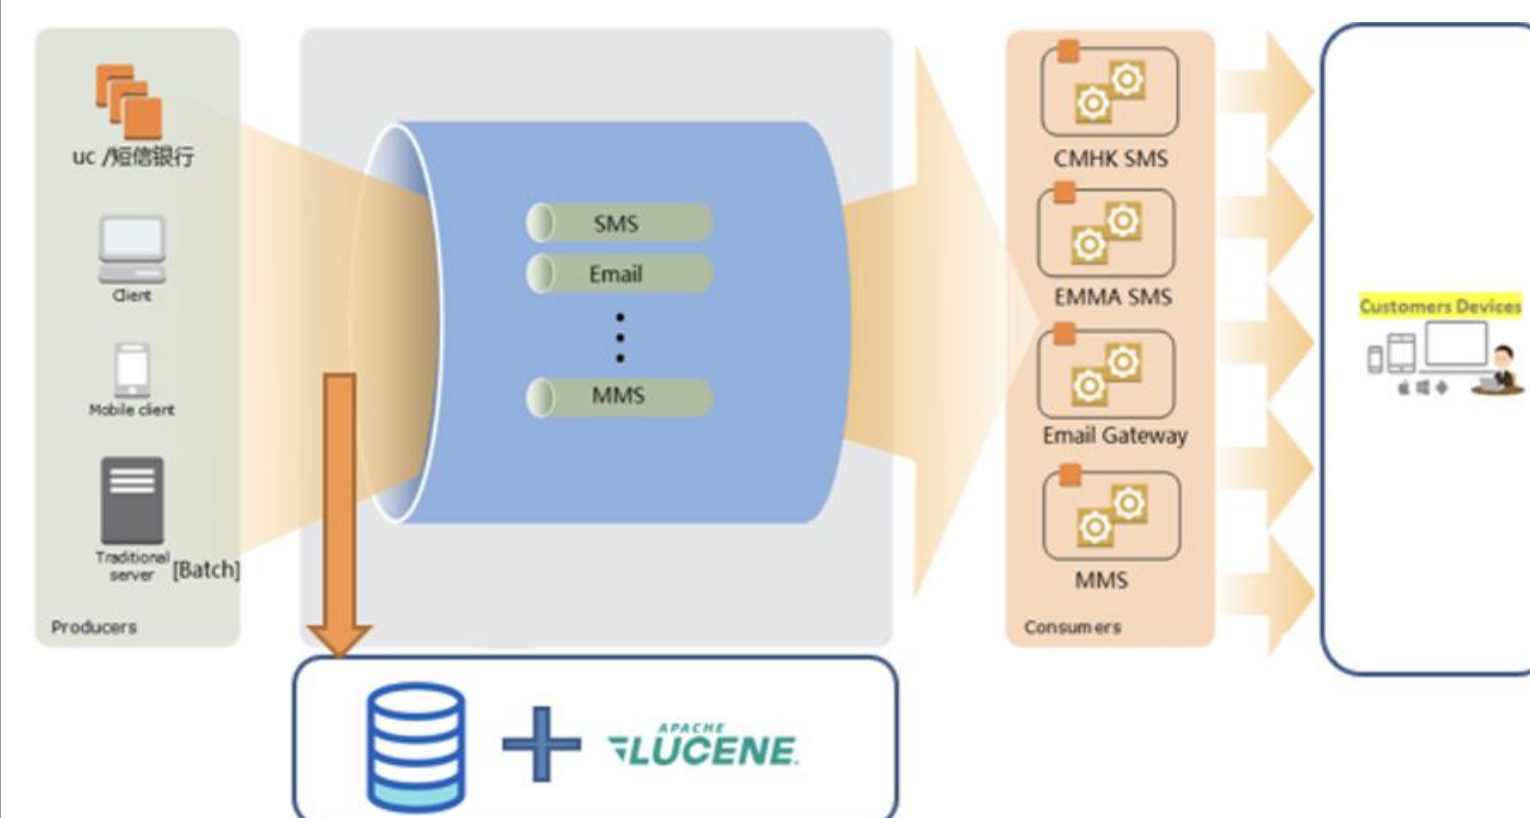 uc /短信银行
Client
Mobile client
Traditional
server [Batch]
Producers
SMS
Email
MMS
CMHK SMS
EMMA SMS
Email Gateway
MMS
Consumers
Customers Devices
APACHE
LUCENE